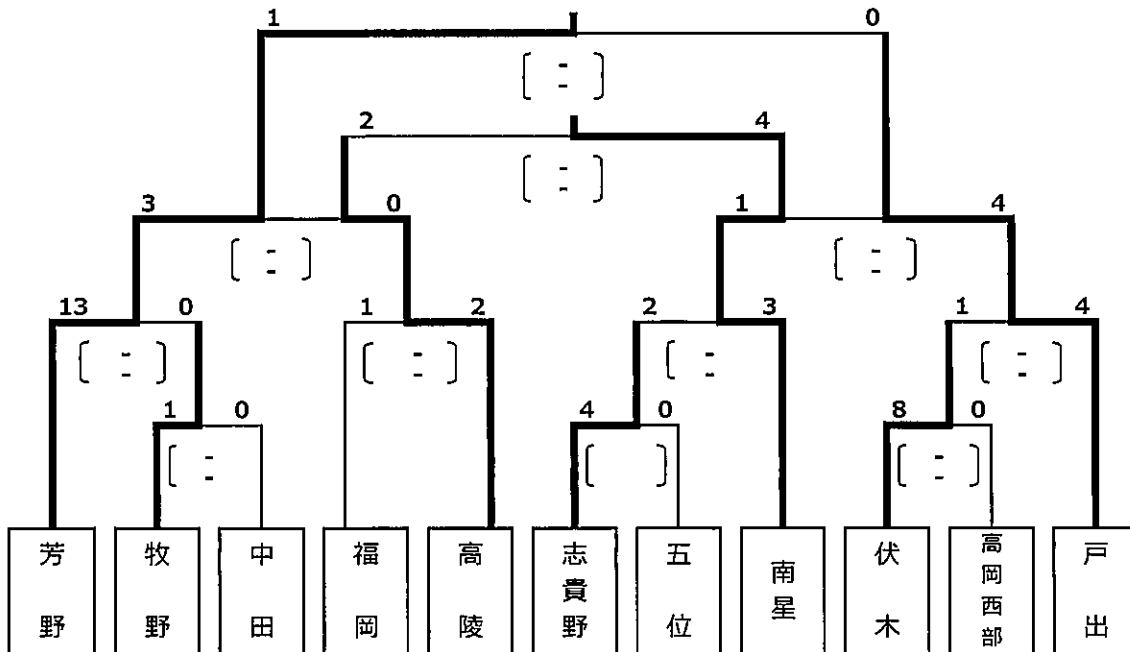 1 0
[ - - ]
2 4
[ - - ]
3 0 1 4
[ - - ] [ - - ]
13 0 1 2 2 3 1 4
[ - - ] [ - - ] [ - - ] [ - - ]
1 0 4 0 8 0
[ - - ] [ ] [ - - ]
芳野 牧野 中田 福岡 高陵 志貴野 五位 南星 伏木 高岡西部 戸出